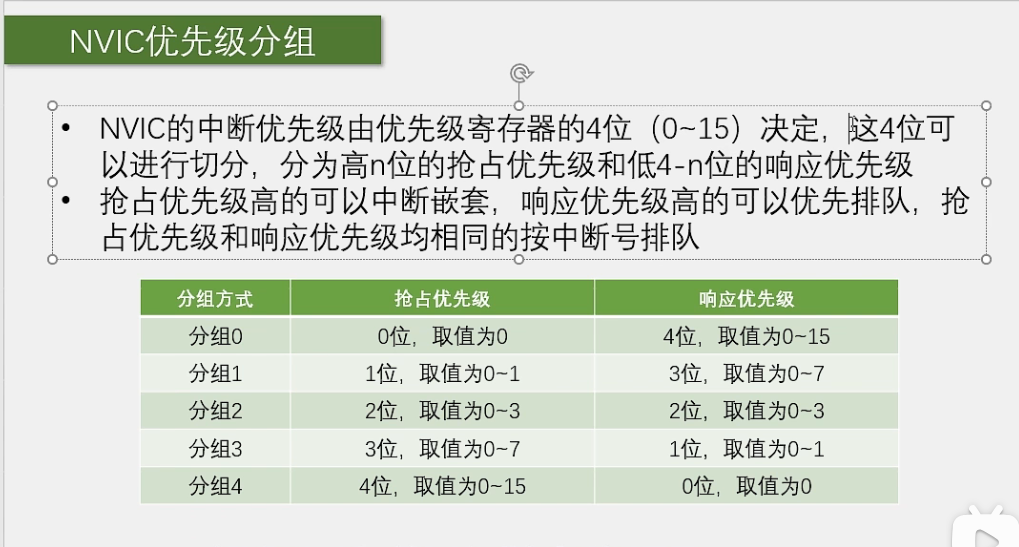 NVIC优先级分组
• NVIC的中断优先级由优先级寄存器的4位（0~15）决定，这4位可
以进行切分，分为高n位的抢占优先级和低4-n位的响应优先级
• 抢占优先级高的可以中断嵌套，响应优先级高的可以优先排队，抢
占优先级和响应优先级均相同的按中断号排队
分组方式 抢占优先级 响应优先级
分组0 0位，取值为0 4位，取值为0~15
分组1 1位，取值为0~1 3位，取值为0~7
分组2 2位，取值为0~3 2位，取值为0~3
分组3 3位，取值为0~7 1位，取值为0~1
分组4 4位，取值为0~15 0位，取值为0